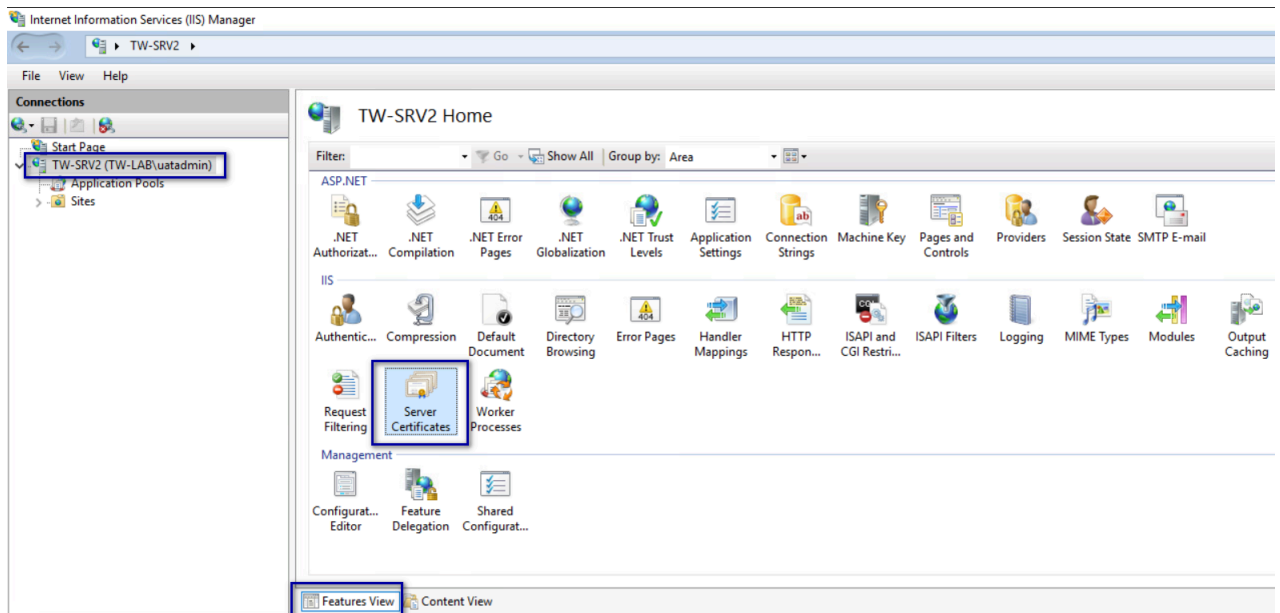 Internet Information Services (IIS) Manager
TW-SRV2
File View Help
Connections
Start Page
TW-SRV2 (TW-LAB\uatadmin)
Application Pools
Sites
TW-SRV2 Home
Filter: Go Show All Group by: Area
ASP.NET
.NET Authorizat...
.NET Compilation
404
.NET Error Pages
.NET Globalization
.NET Trust Levels
Application Settings
ab
Connection Strings
Machine Key
Pages and Controls
Providers
Session State
SMTP E-mail
IIS
Authentic...
Compression
Default Document
Directory Browsing
404
Error Pages
Handler Mappings
HTTP Respon...
ISAPI and CGI Restri...
ISAPI Filters
Logging
MIME Types
Modules
Output Caching
Request Filtering
Server Certificates
Worker Processes
Management
Configurat... Editor
Feature Delegation
Shared Configurat...
Features View
Content View